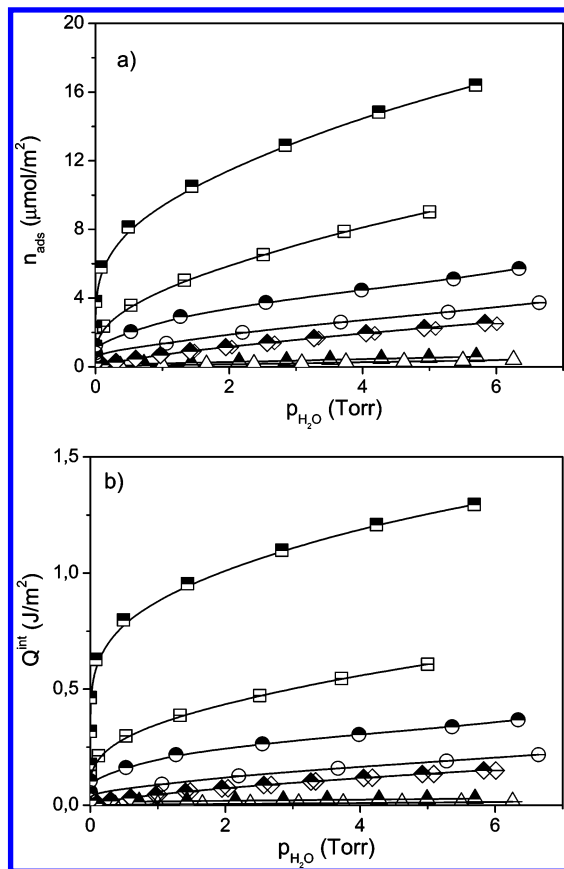 20
a)
16
12
8
4
0
n_ads (μmol/m²)
0 2 4 6
p_H₂O (Torr)
1,5
b)
1,0
0,5
0,0
Q^int (J/m²)
0 2 4 6
p_H₂O (Torr)